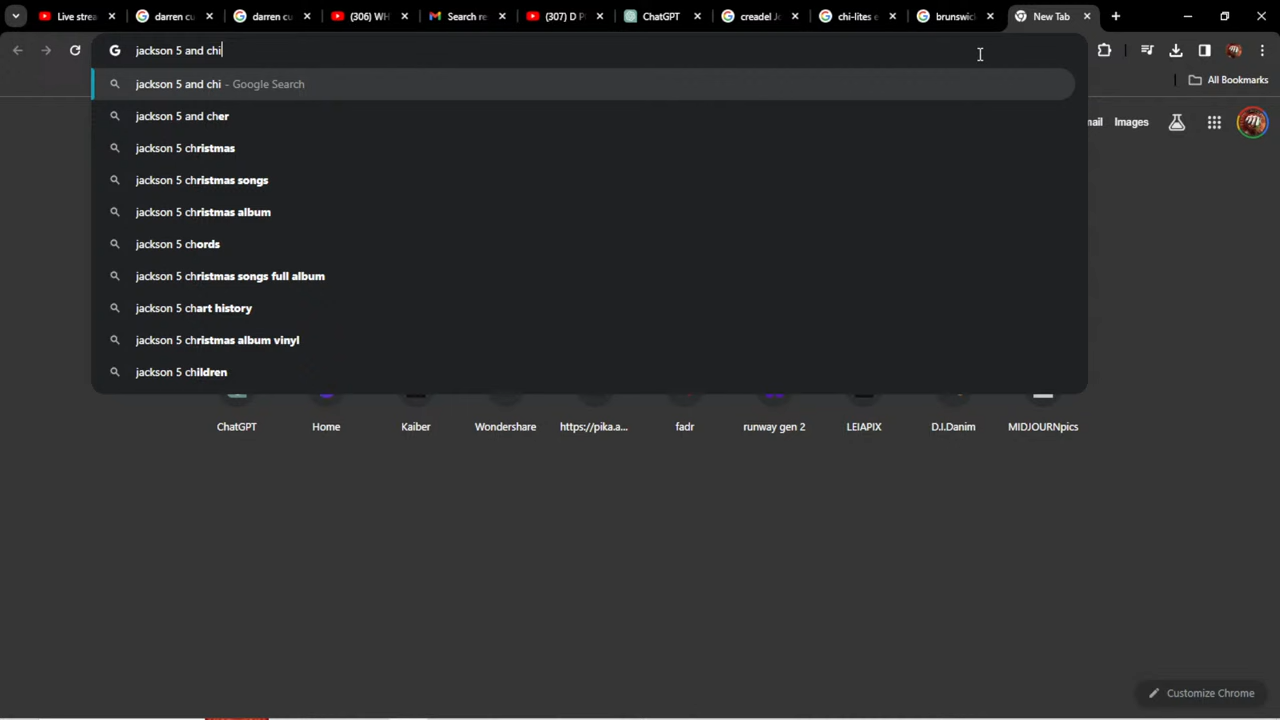 Live strea
darren cu
darren cu
(306) WH
Search re
(307) D P
ChatGPT
creadel Jo
chi-lites e
brunswick
New Tab
jackson 5 and chi
All Bookmarks
jackson 5 and chi - Google Search
jackson 5 and cher
jackson 5 christmas
jackson 5 christmas songs
jackson 5 christmas album
jackson 5 chords
jackson 5 christmas songs full album
jackson 5 chart history
jackson 5 christmas album vinyl
jackson 5 children
mail
Images
ChatGPT
Home
Kaiber
Wondershare
https://pika.a...
fadr
runway gen 2
LEIAPIX
D.I.Danim
MIDJOURNpics
Customize Chrome